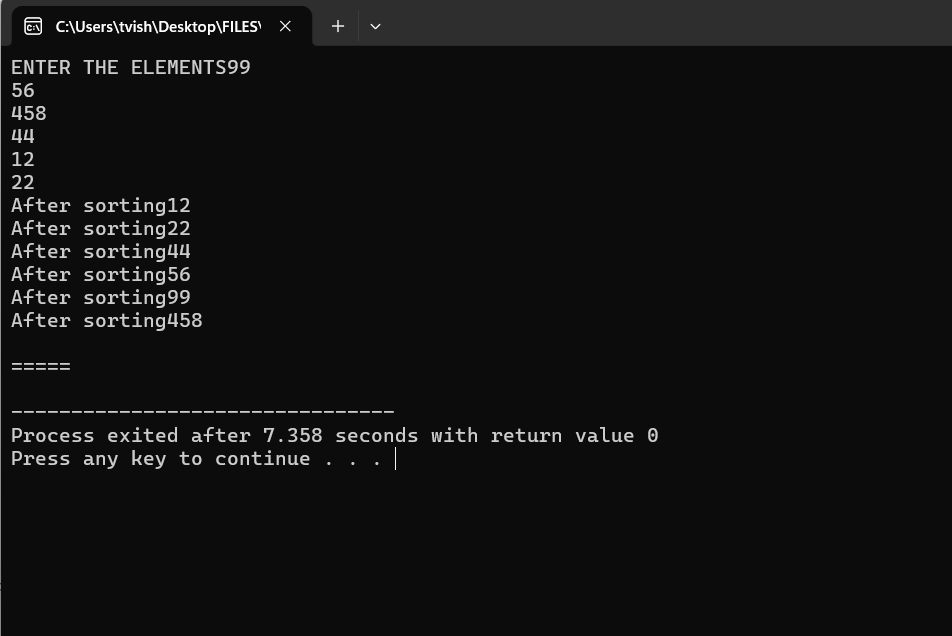 C:\Users\tvish\Desktop\FILES\
ENTER THE ELEMENTS99
56
458
44
12
22
After sorting12
After sorting22
After sorting44
After sorting56
After sorting99
After sorting458
=====
--------------------------------
Process exited after 7.358 seconds with return value 0
Press any key to continue . . .